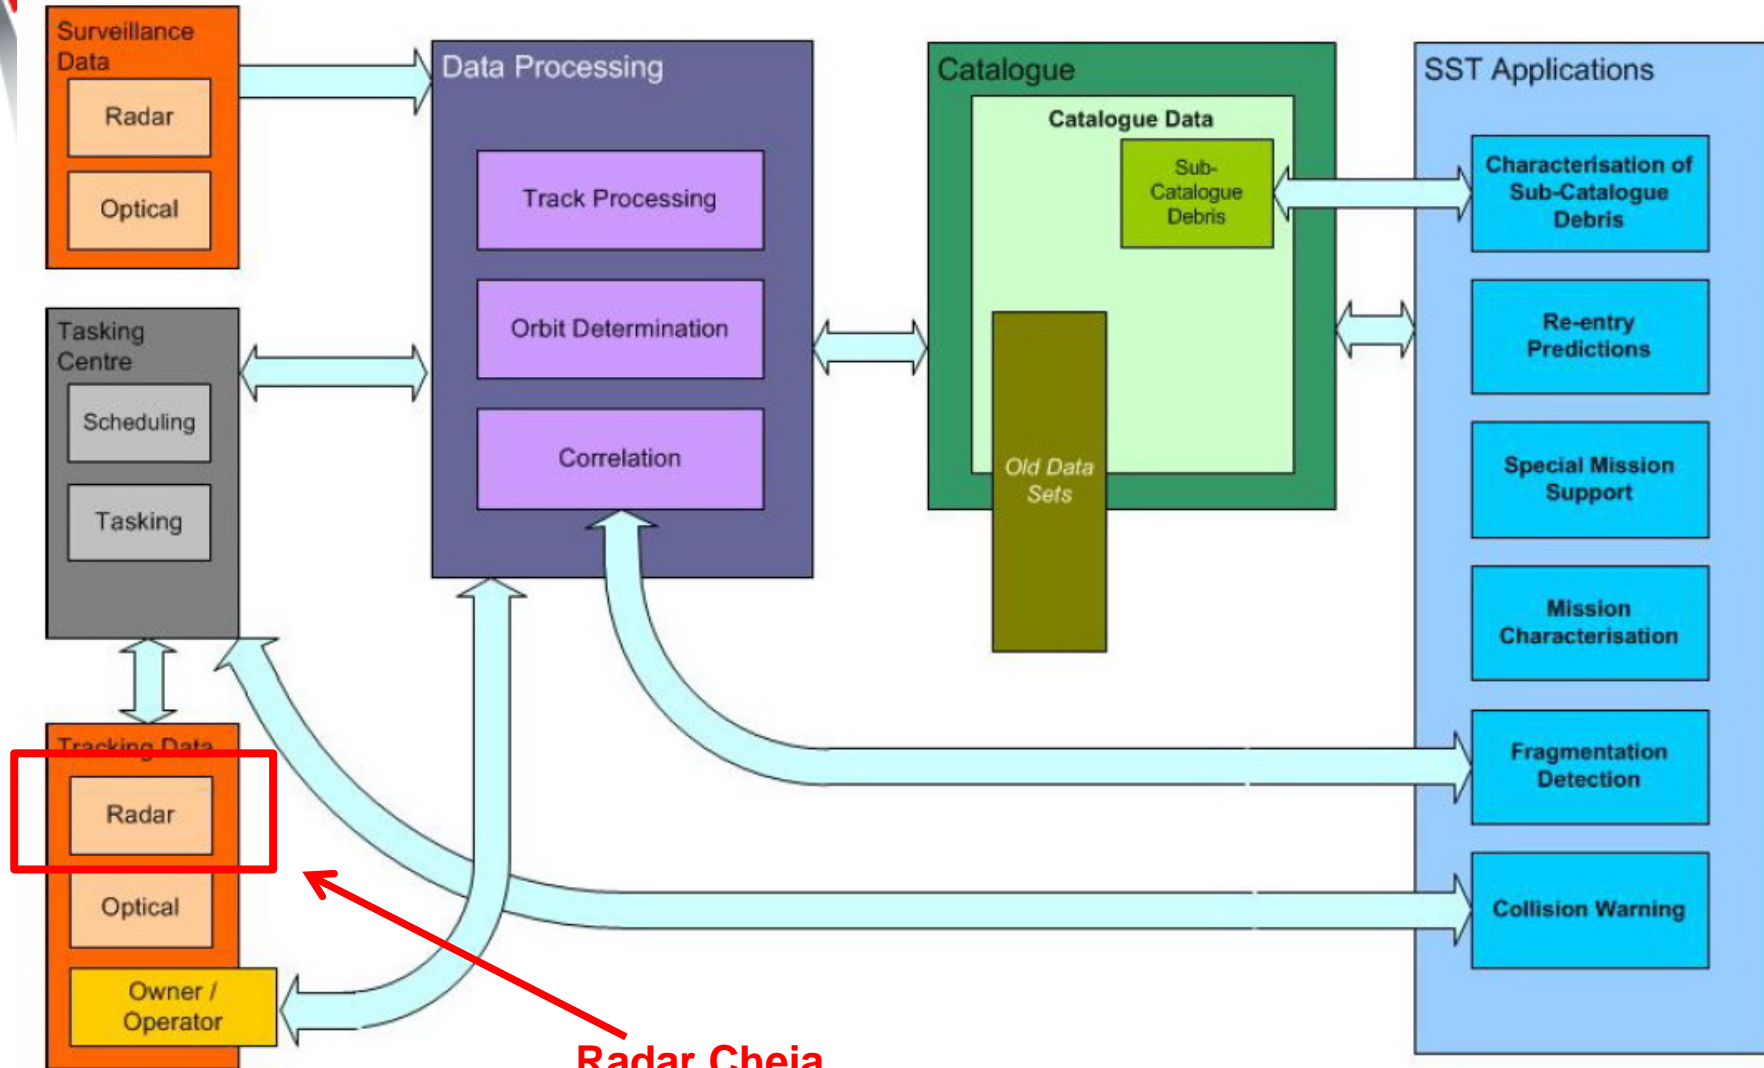 Surveillance
Data
Radar
Optical
Tasking
Centre
Scheduling
Tasking
Tracking Data
Radar
Optical
Owner /
Operator
Data Processing
Track Processing
Orbit Determination
Correlation
Catalogue
Catalogue Data
Sub-
Catalogue
Debris
Old Data
Sets
SST Applications
Characterisation of
Sub-Catalogue
Debris
Re-entry
Predictions
Special Mission
Support
Mission
Characterisation
Fragmentation
Detection
Collision Warning
Radar Cheia